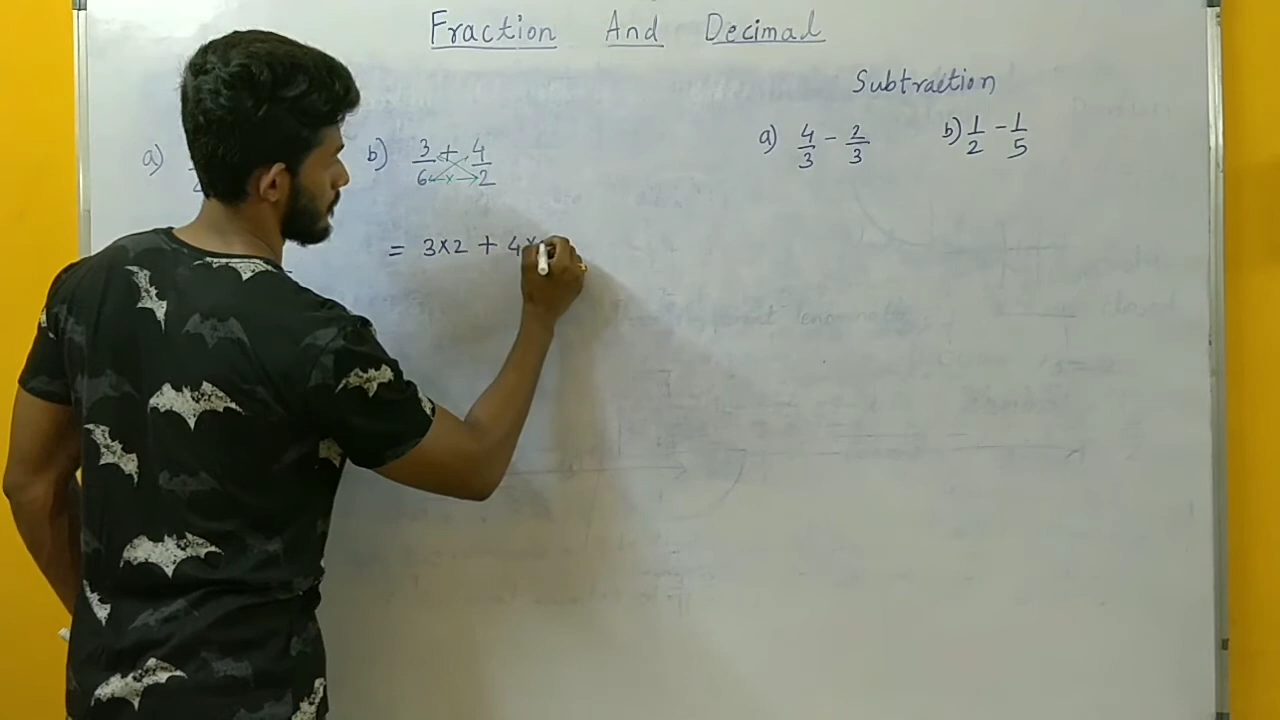 Fraction And Decimal
Subtraction
a)
b) 3/6 + 4/2
= 3×2 + 4×
a) 4/3 - 2/3
b) 1/2 - 1/5